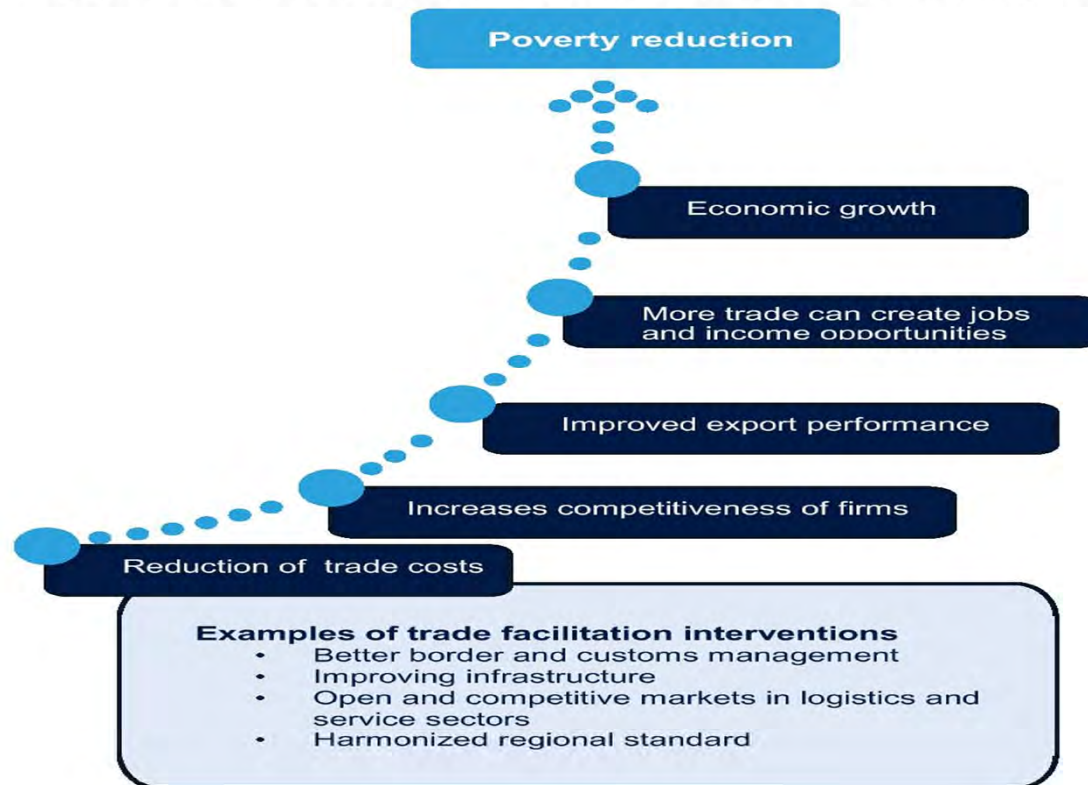 Poverty reduction
Economic growth
More trade can create jobs
and income opportunities
Improved export performance
Increases competitiveness of firms
Reduction of trade costs
Examples of trade facilitation interventions
• Better border and customs management
• Improving infrastructure
• Open and competitive markets in logistics and
service sectors
• Harmonized regional standard